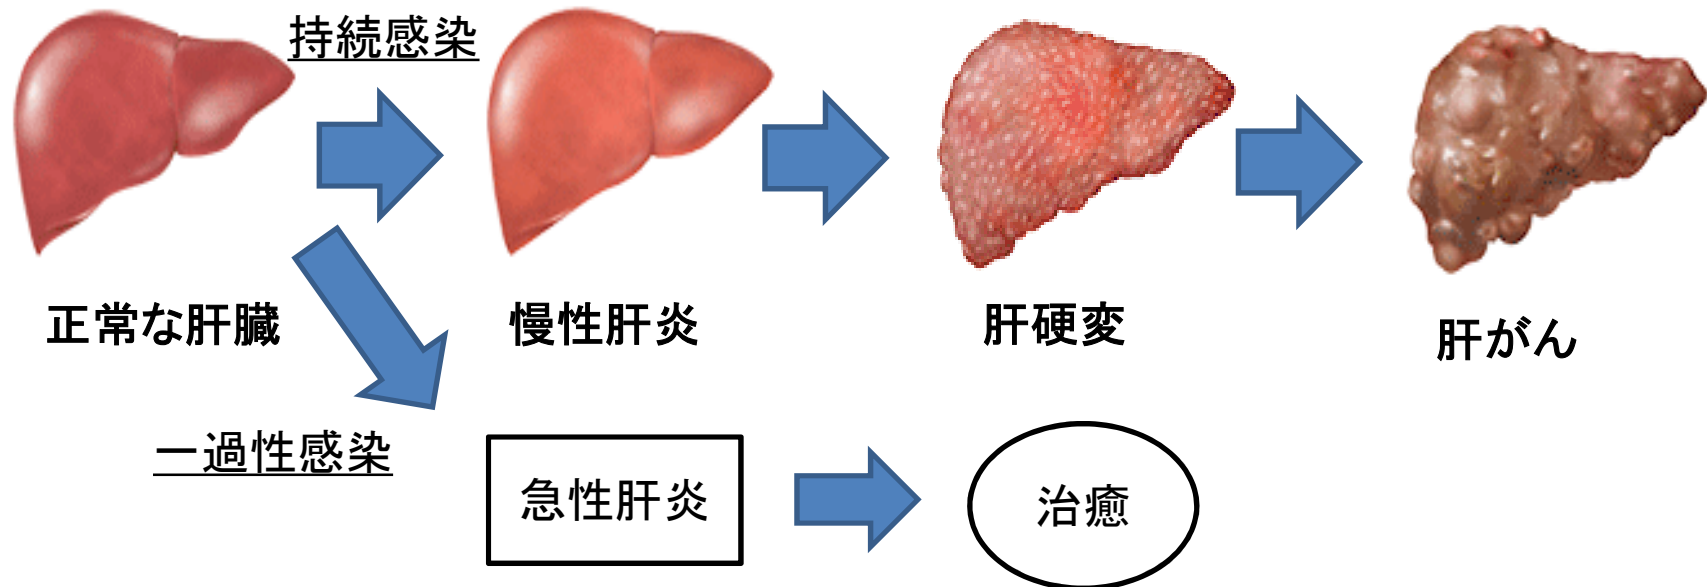 持続感染
正常な肝臓
慢性肝炎
肝硬変
肝がん
一過性感染
急性肝炎
治癒